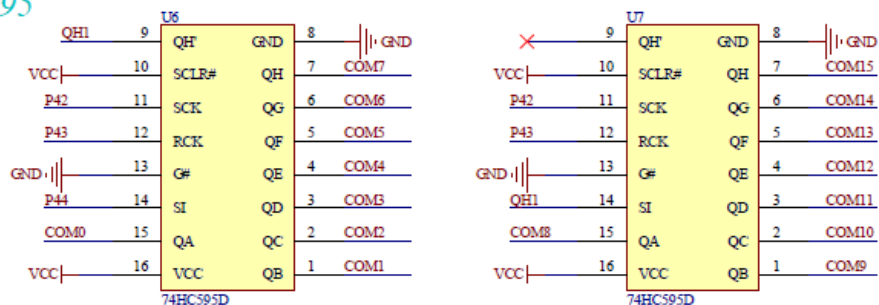 95
U6
QH1 9 QH' GND 8 GND
VCC 10 SCLR# QH 7 COM7
P42 11 SCK QG 6 COM6
P43 12 RCK QF 5 COM5
GND 13 G# QE 4 COM4
P44 14 SI QD 3 COM3
COM0 15 QA QC 2 COM2
VCC 16 VCC QB 1 COM1
74HC595D
U7
9 QH' GND 8 GND
VCC 10 SCLR# QH 7 COM15
P42 11 SCK QG 6 COM14
P43 12 RCK QF 5 COM13
GND 13 G# QE 4 COM12
QH1 14 SI QD 3 COM11
COM8 15 QA QC 2 COM10
VCC 16 VCC QB 1 COM9
74HC595D